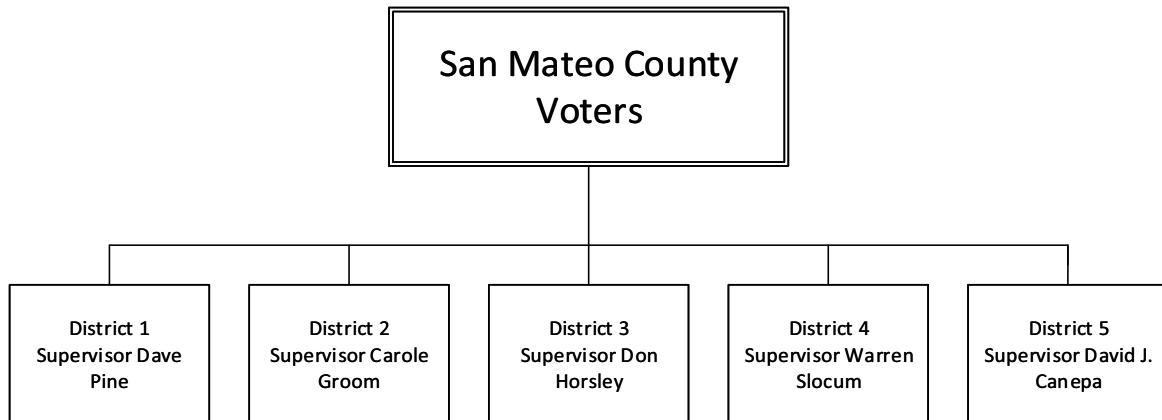 San Mateo County
Voters
District 1
Supervisor Dave
Pine
District 2
Supervisor Carole
Groom
District 3
Supervisor Don
Horsley
District 4
Supervisor Warren
Slocum
District 5
Supervisor David J.
Canepa